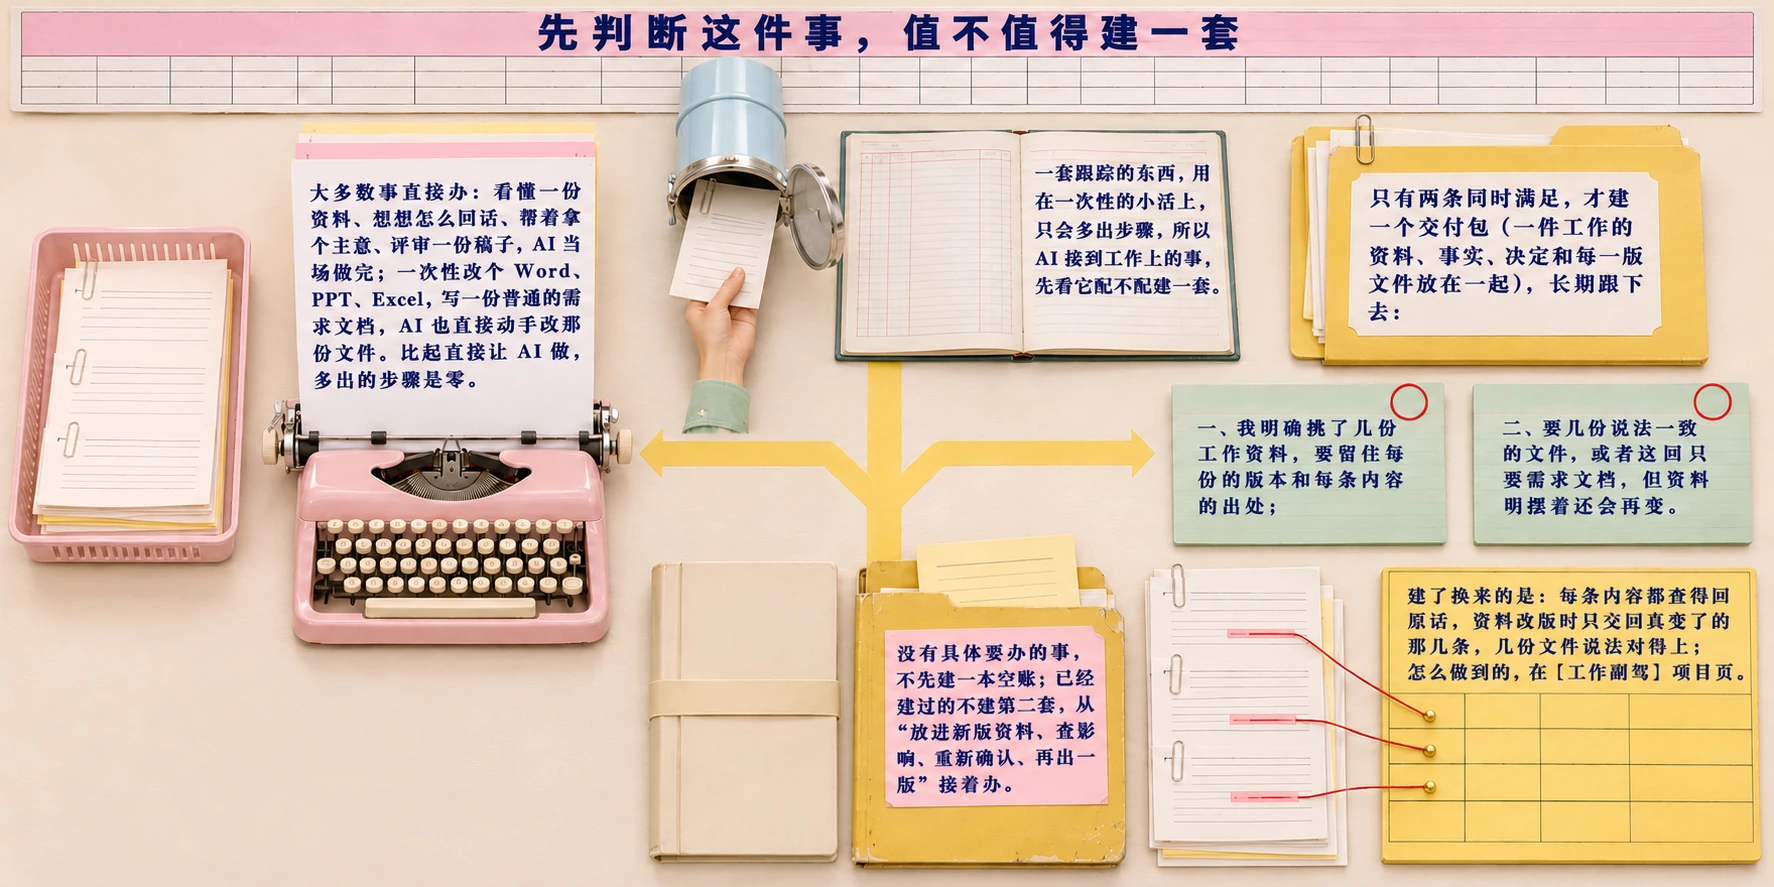 先判断这件事，值不值得建一套
大多数事直接办：看懂一份
资料、想想怎么回话、帮着拿
个主意、评审一份稿子，AI 当
场做完；一次性改个 Word、
PPT、Excel，写一份普通的需
求文档，AI 也直接动手改那
份文件。比起直接让 AI 做，
多出的步骤是零。
一套跟踪的东西，用
在一次性的小活上，
只会多出步骤，所以
AI 接到工作上的事，
先看它配不配建一套。
只有两条同时满足，才建
一个交付包（一件工作的
资料、事实、决定和每一版
文件放在一起），长期跟下
去：
一、我明确挑了几份
工作资料，要留住每
份的版本和每条内容
的出处；
二、要几份说法一致
的文件，或者这回只
要需求文档，但资料
明摆着还会再变。
没有具体要办的事，
不先建一本空账；已经
建过的不建第二套，从
“放进新版资料、查影
响、重新确认、再出一
版”接着办。
建了换来的是：每条内容都查得回
原话，资料改版时只交回真变了的
那几条，几份文件说法对得上；
怎么做到的，在［工作副驾］项目页。